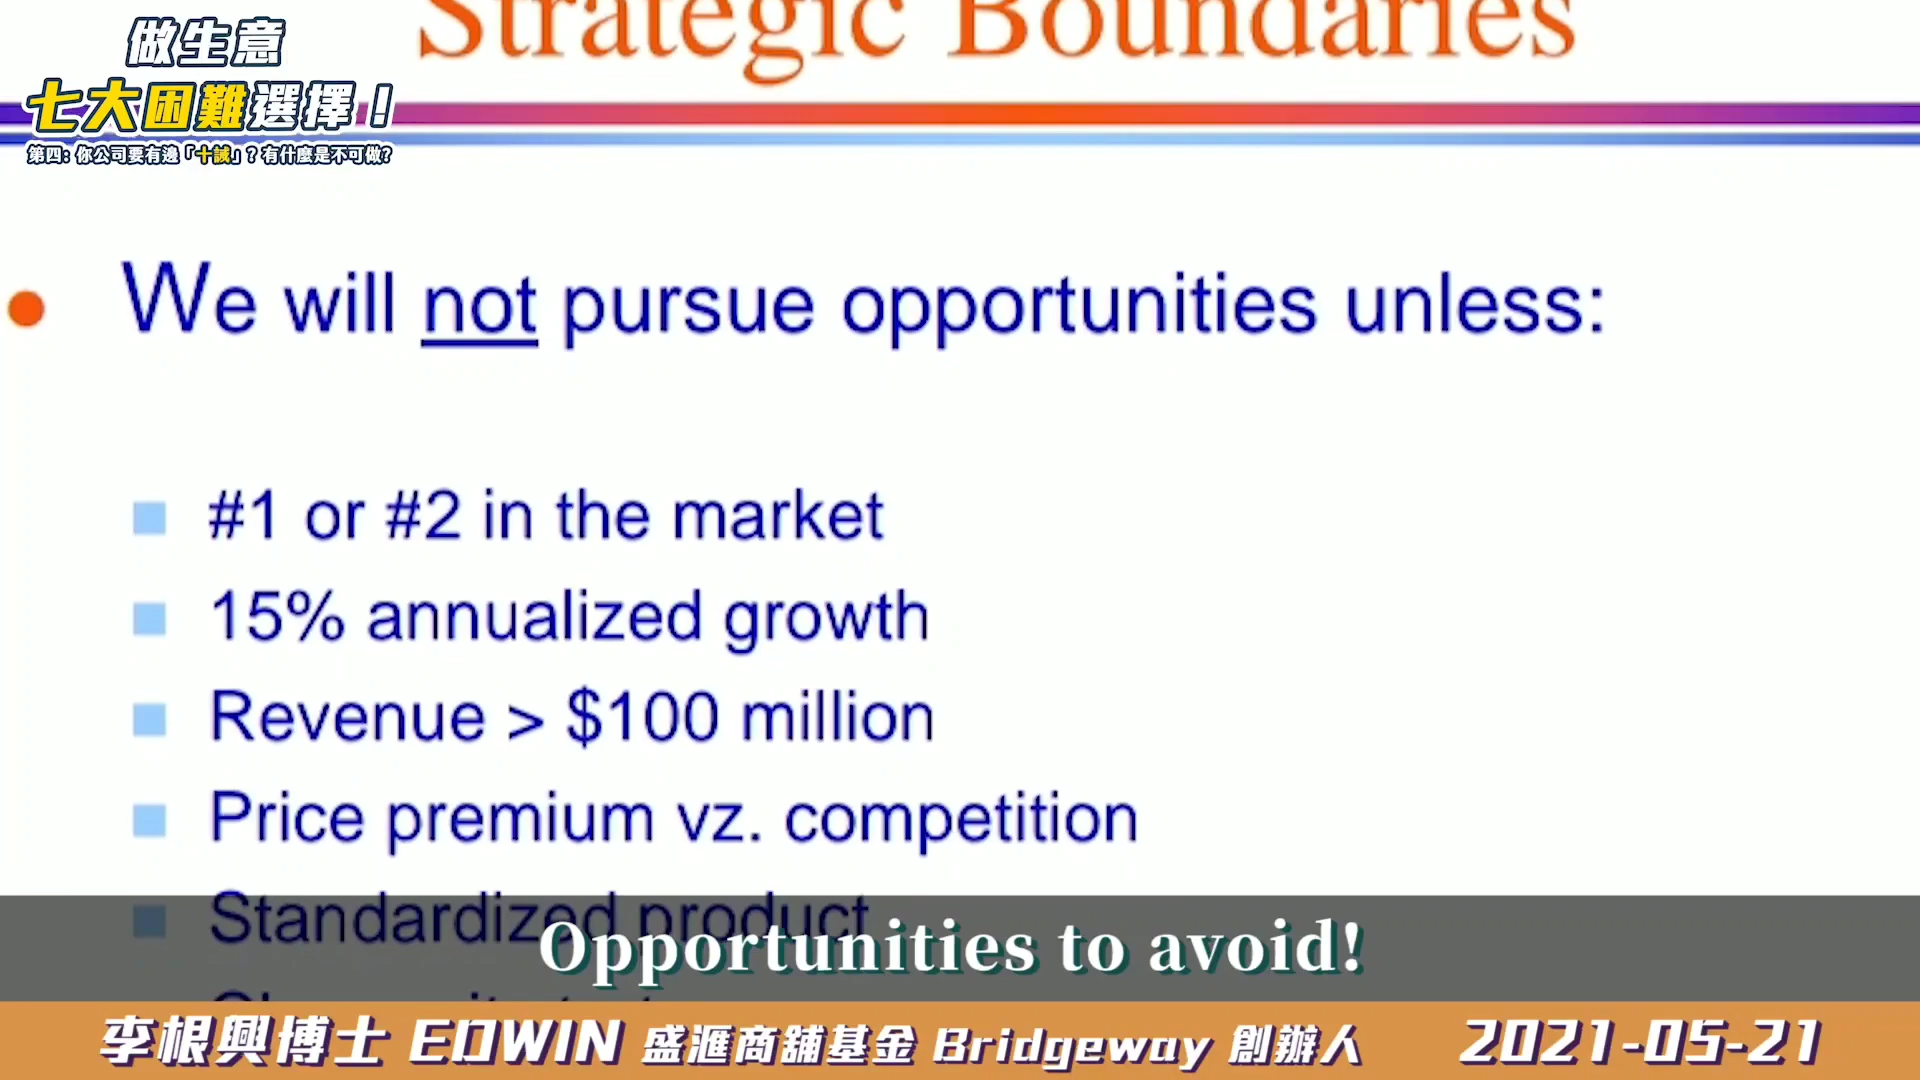 Strategic Boundaries
做生意
七大困難選擇！
第四：你公司要有邊「十誡」？有什麼是不可做？
We will not pursue opportunities unless:
#1 or #2 in the market
15% annualized growth
Revenue > $100 million
Price premium vz. competition
Standardized product
Opportunities to avoid!
李根興博士 EDWIN 盛滙商舖基金 Bridgeway 創辦人 2021-05-21